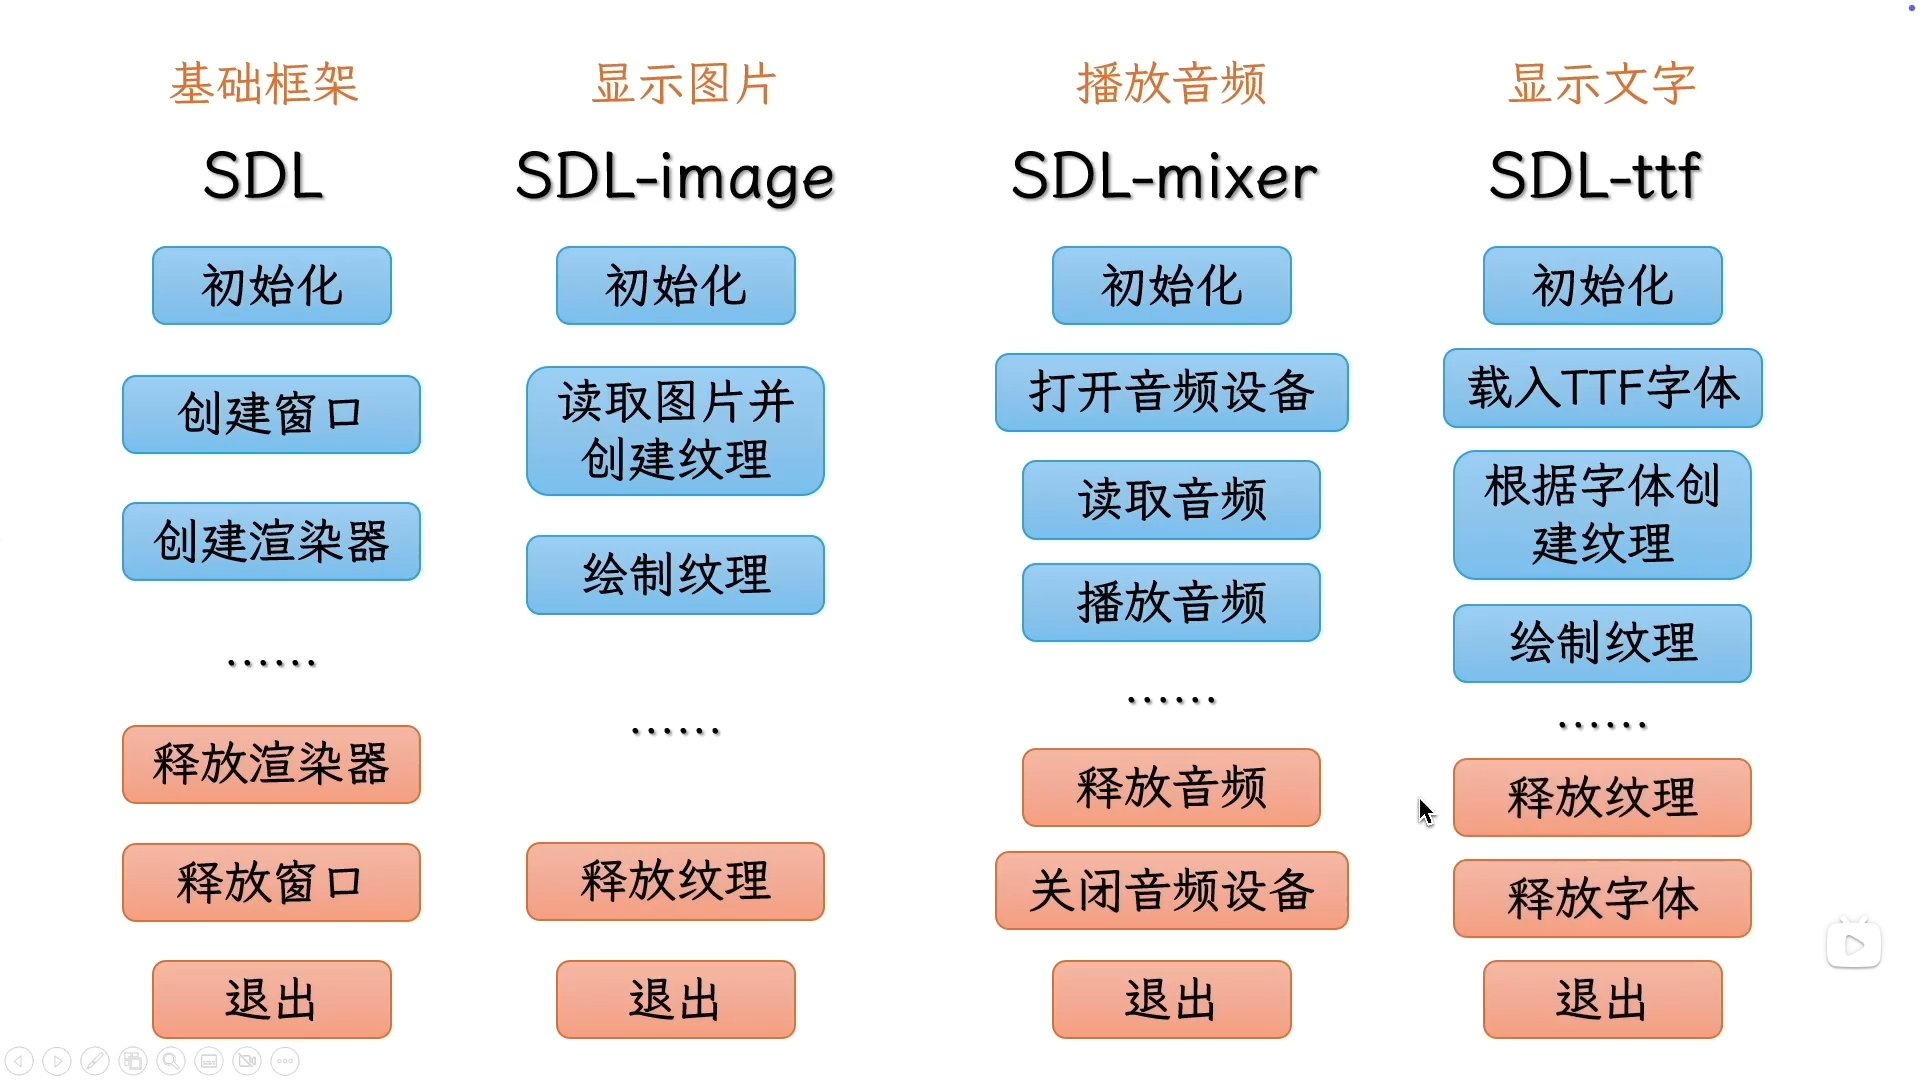 基础框架
SDL
初始化
创建窗口
创建渲染器
……
释放渲染器
释放窗口
退出
显示图片
SDL-image
初始化
读取图片并
创建纹理
绘制纹理
……
释放纹理
退出
播放音频
SDL-mixer
初始化
打开音频设备
读取音频
播放音频
……
释放音频
关闭音频设备
退出
显示文字
SDL-ttf
初始化
载入TTF字体
根据字体创
建纹理
绘制纹理
……
释放纹理
释放字体
退出